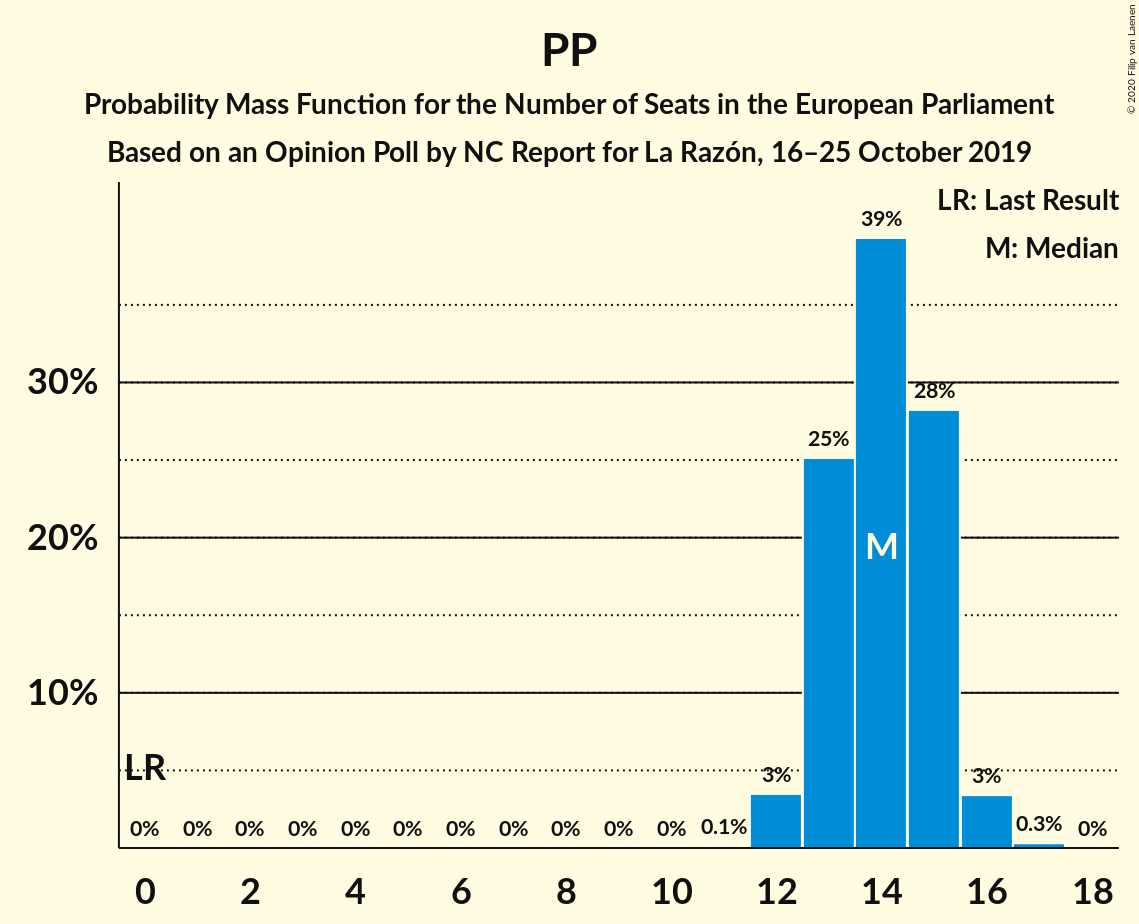 PP
Probability Mass Function for the Number of Seats in the European Parliament
Based on an Opinion Poll by NC Report for La Razón, 16–25 October 2019
© 2020 Filip van Laenen
LR: Last Result
M: Median
39%
30%
28%
25%
20%
M
10%
LR
3%
3%
0% 0% 0% 0% 0% 0% 0% 0% 0% 0% 0% 0.1% 0.3% 0%
0 2 4 6 8 10 12 14 16 18